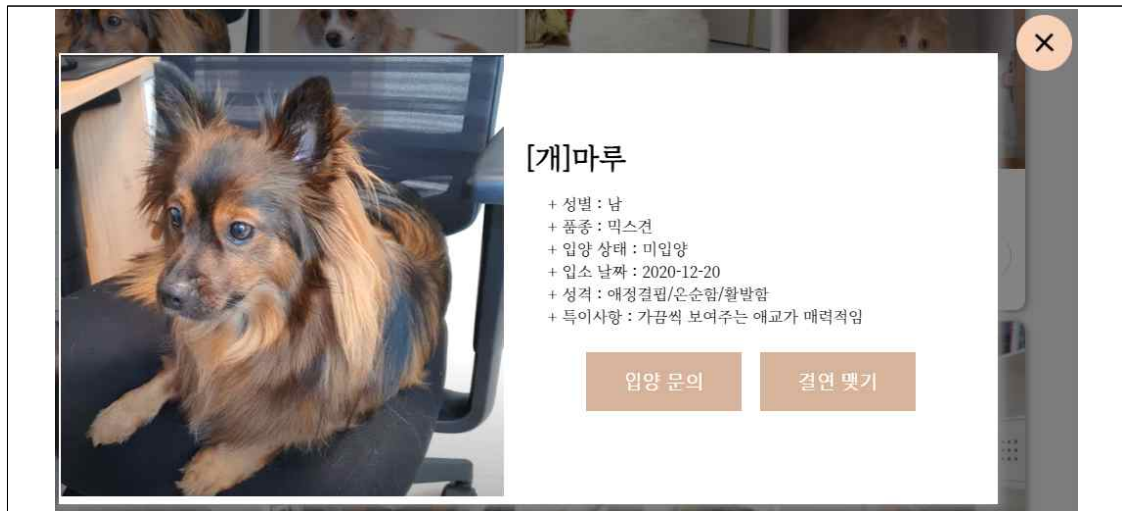 [개]마루
+ 성별 : 남
+ 품종 : 믹스견
+ 입양 상태 : 미입양
+ 입소 날짜 : 2020-12-20
+ 성격 : 애정결핍/온순함/활발함
+ 특이사항 : 가끔씩 보여주는 애교가 매력적임
입양 문의
결연 맺기